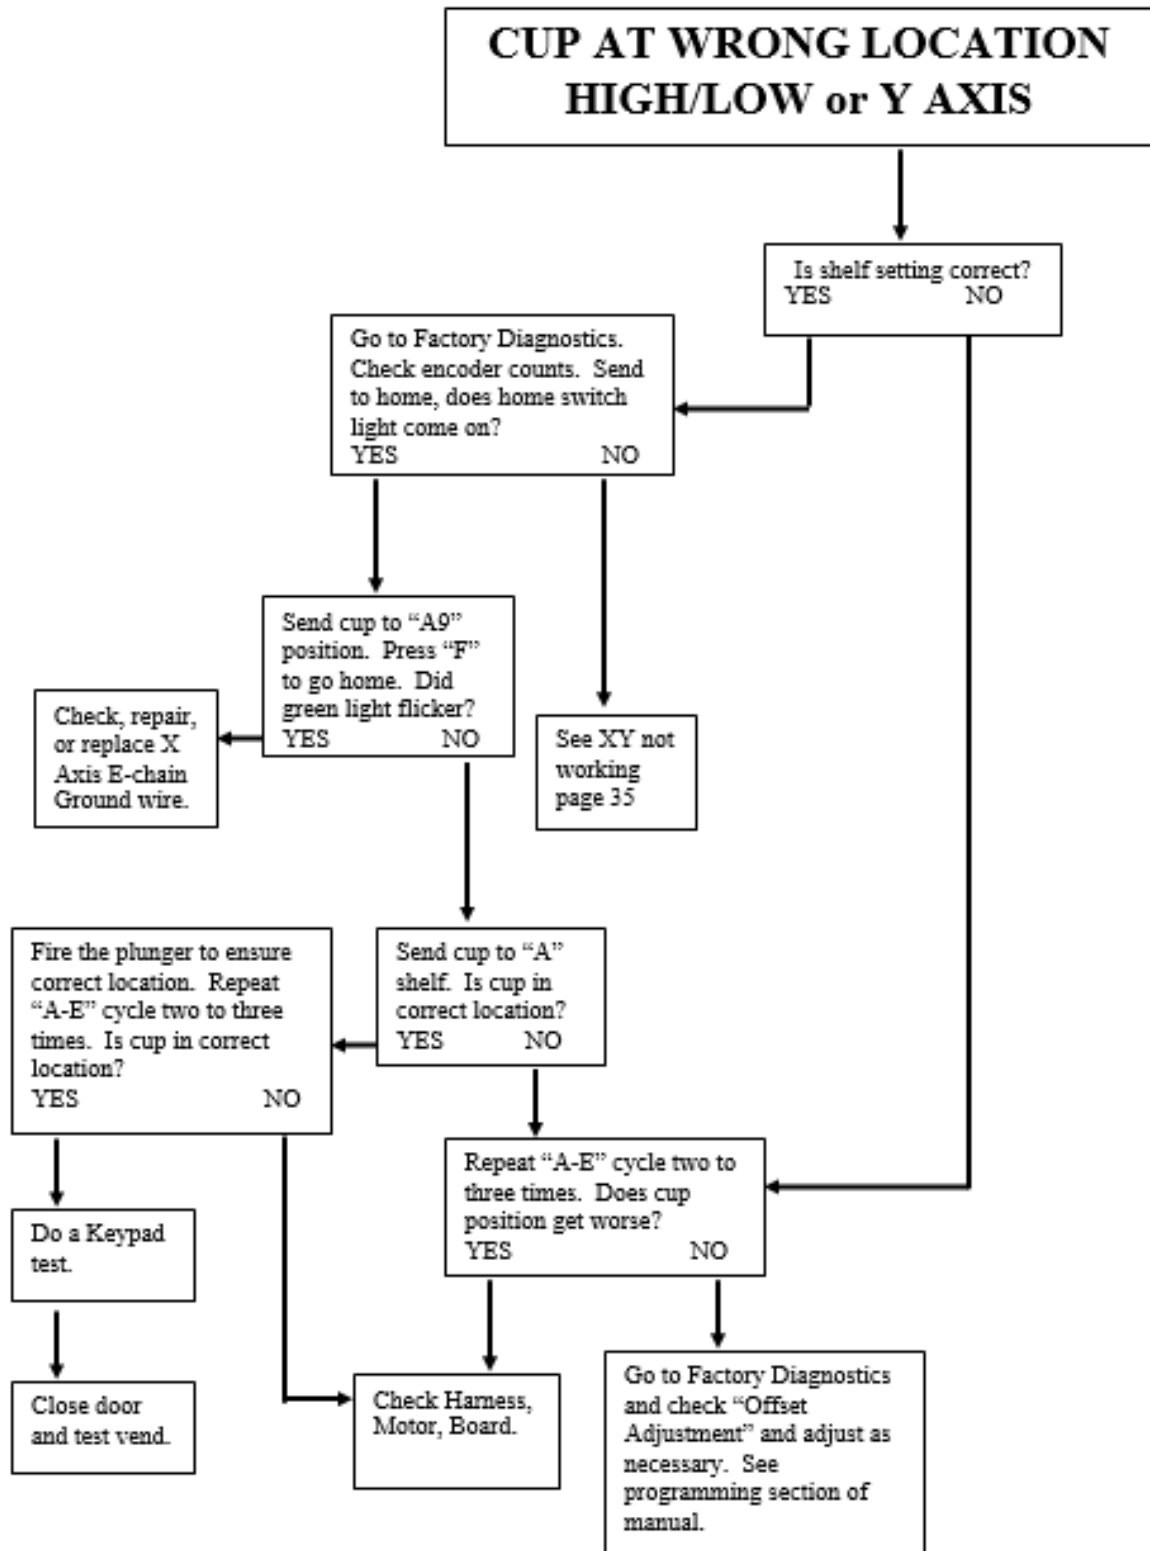 CUP AT WRONG LOCATION
HIGH/LOW or Y AXIS
Is shelf setting correct?
YES NO
Go to Factory Diagnostics.
Check encoder counts. Send
to home, does home switch
light come on?
YES NO
Send cup to “A9”
position. Press “F”
to go home. Did
green light flicker?
YES NO
Check, repair,
or replace X
Axis E-chain
Ground wire.
See XY not
working
page 35
Fire the plunger to ensure
correct location. Repeat
“A-E” cycle two to three
times. Is cup in correct
location?
YES NO
Send cup to “A”
shelf. Is cup in
correct location?
YES NO
Repeat “A-E” cycle two to
three times. Does cup
position get worse?
YES NO
Do a Keypad
test.
Close door
and test vend.
Check Harness,
Motor, Board.
Go to Factory Diagnostics
and check “Offset
Adjustment” and adjust as
necessary. See
programming section of
manual.